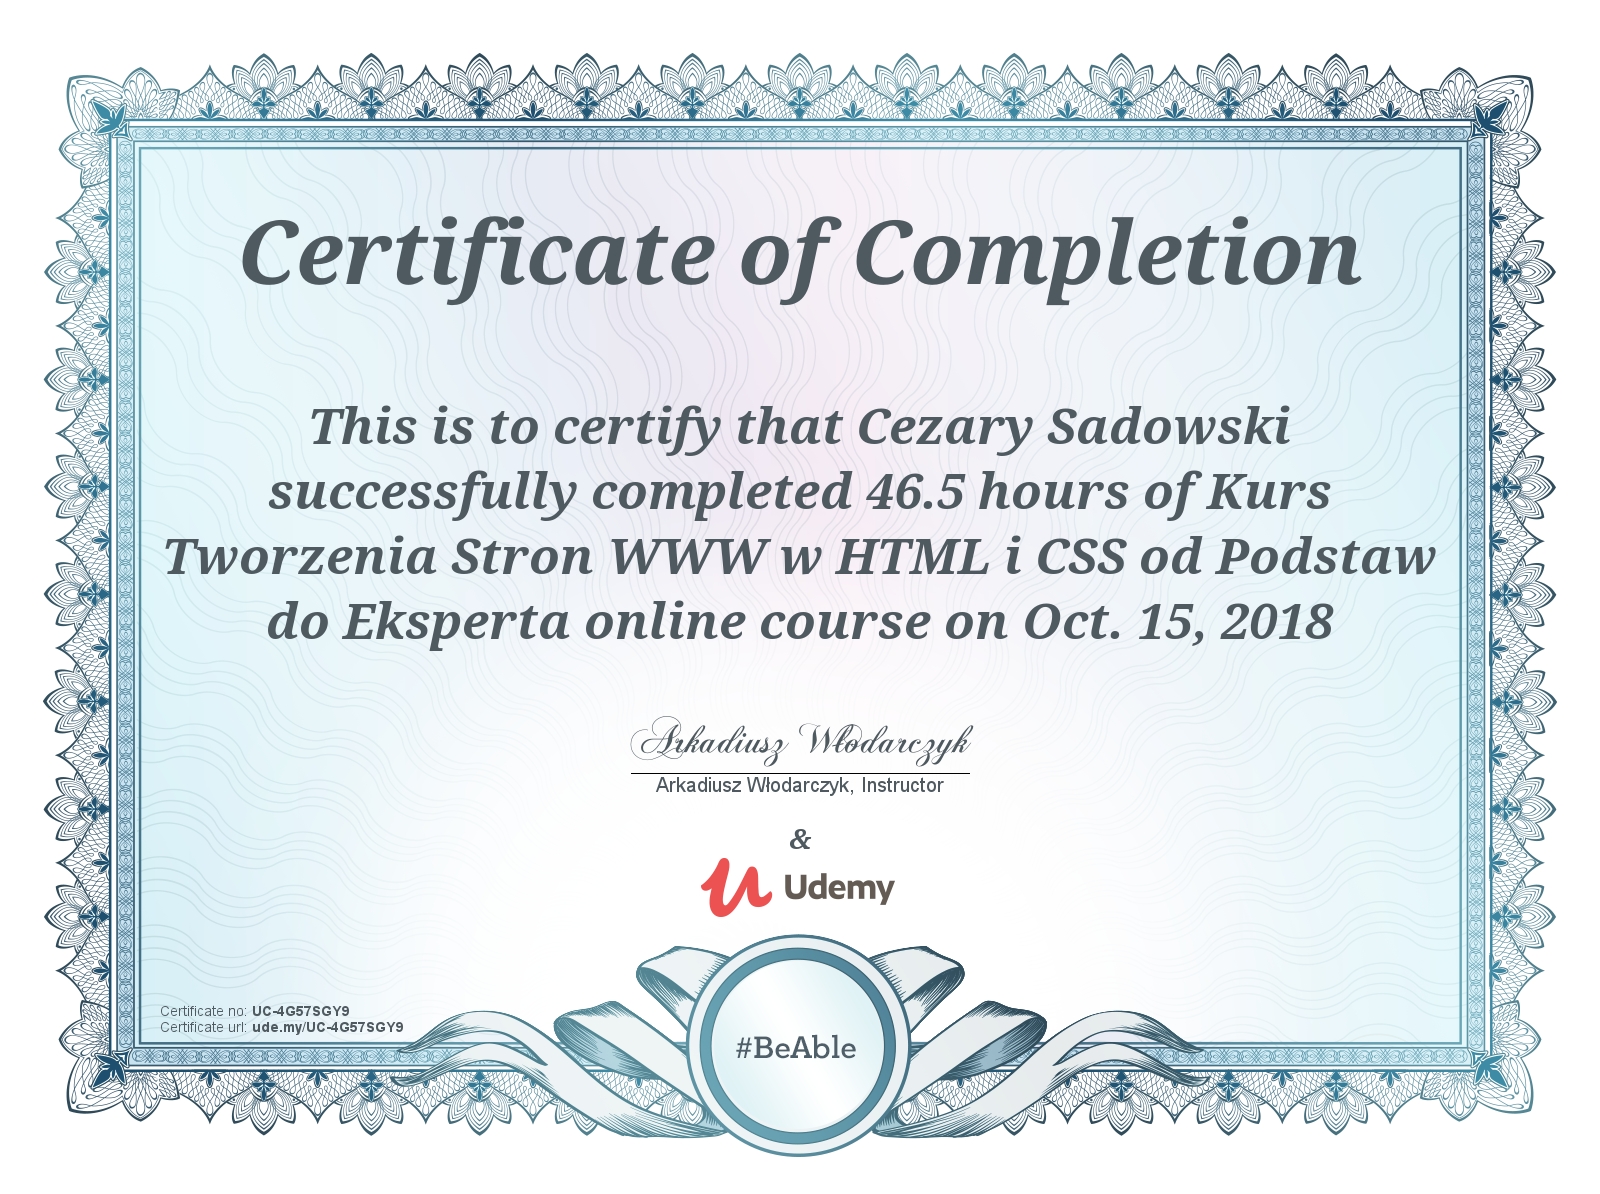 Certificate of Completion
This is to certify that Cezary Sadowski
successfully completed 46.5 hours of Kurs
Tworzenia Stron WWW w HTML i CSS od Podstaw
do Eksperta online course on Oct. 15, 2018
Arkadiusz Włodarczyk
Arkadiusz Włodarczyk, Instructor
&
Udemy
Certificate no: UC-4G57SGY9
Certificate url: ude.my/UC-4G57SGY9
#BeAble